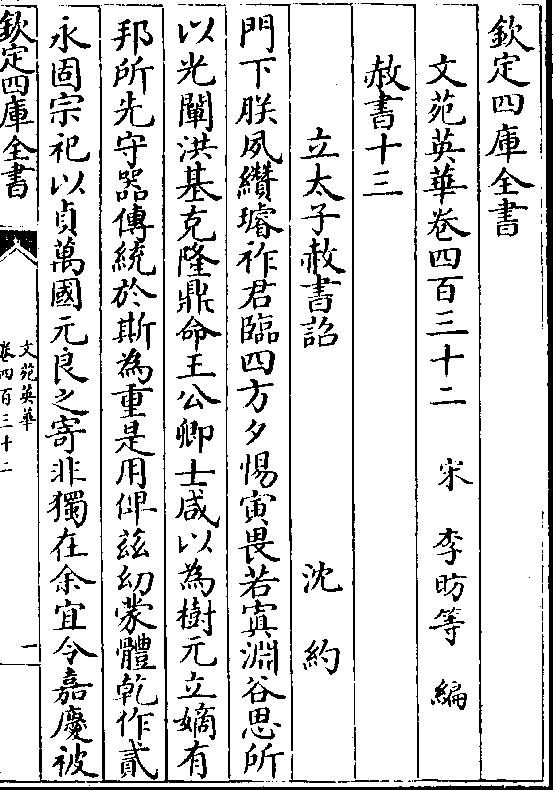 欽定四庫全書
文苑英華卷四百三十二 宋 李昉等 編
赦書十三
立太子赦書詔 沈約
門下朕夙纘璿祚君臨四方夕惕寅畏若寘淵谷思所
以光闡洪基克隆鼎命王公卿士咸以為樹元立嫡有
邦所先守器傳統於斯為重是用俾兹幼蒙體乾作貳
永固宗祀以貞萬國元良之寄非獨在余宜令嘉慶被
欽定四庫全書
文苑英華
卷四百三十二
一